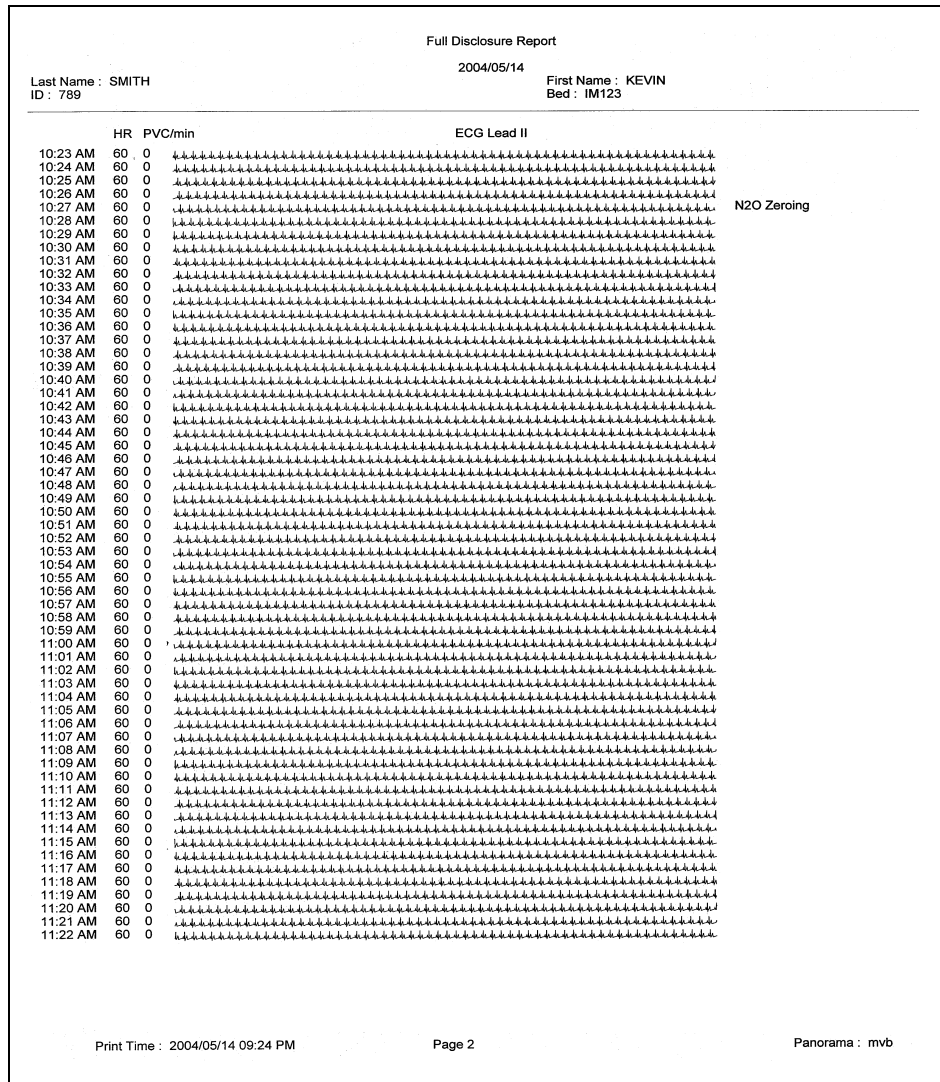 Full Disclosure Report
2004/05/14
Last Name : SMITH First Name : KEVIN
ID : 789 Bed : IM123
HR PVC/min ECG Lead II
10:23 AM 60 0
10:24 AM 60 0
10:25 AM 60 0
10:26 AM 60 0
10:27 AM 60 0 N2O Zeroing
10:28 AM 60 0
10:29 AM 60 0
10:30 AM 60 0
10:31 AM 60 0
10:32 AM 60 0
10:33 AM 60 0
10:34 AM 60 0
10:35 AM 60 0
10:36 AM 60 0
10:37 AM 60 0
10:38 AM 60 0
10:39 AM 60 0
10:40 AM 60 0
10:41 AM 60 0
10:42 AM 60 0
10:43 AM 60 0
10:44 AM 60 0
10:45 AM 60 0
10:46 AM 60 0
10:47 AM 60 0
10:48 AM 60 0
10:49 AM 60 0
10:50 AM 60 0
10:51 AM 60 0
10:52 AM 60 0
10:53 AM 60 0
10:54 AM 60 0
10:55 AM 60 0
10:56 AM 60 0
10:57 AM 60 0
10:58 AM 60 0
10:59 AM 60 0
11:00 AM 60 0
11:01 AM 60 0
11:02 AM 60 0
11:03 AM 60 0
11:04 AM 60 0
11:05 AM 60 0
11:06 AM 60 0
11:07 AM 60 0
11:08 AM 60 0
11:09 AM 60 0
11:10 AM 60 0
11:11 AM 60 0
11:12 AM 60 0
11:13 AM 60 0
11:14 AM 60 0
11:15 AM 60 0
11:16 AM 60 0
11:17 AM 60 0
11:18 AM 60 0
11:19 AM 60 0
11:20 AM 60 0
11:21 AM 60 0
11:22 AM 60 0
Print Time : 2004/05/14 09:24 PM Page 2 Panorama : mvb